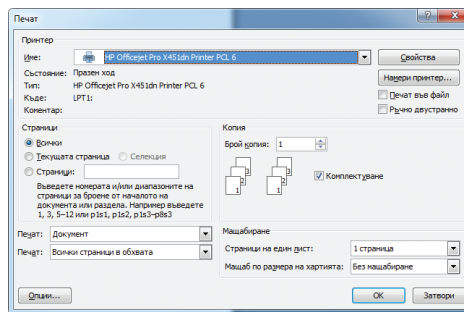 Печат
Принтер
Име: HP Officejet Pro X451dn Printer PCL 6
Свойства
Състояние: Празен ход
Намери принтер...
Тип: HP Officejet Pro X451dn Printer PCL 6
Къде: LPT1:
Печат във файл
Коментар:
Ръчно двустранно
Страници
Всички
Текущата страница Селекция
Страници:
Въведете номерата и/или диапазоните на
страници за броене от началото на
документа или раздела. Например въведете
1, 3, 5–12 или p1s1, p1s2, p1s3–p8s3
Копия
Брой копия: 1
Комплектуване
Печат: Документ
Печат: Всички страници в обхвата
Мащабиране
Страници на един лист: 1 страница
Мащаб по размера на хартията: Без мащабиране
Опции...
OK
Затвори